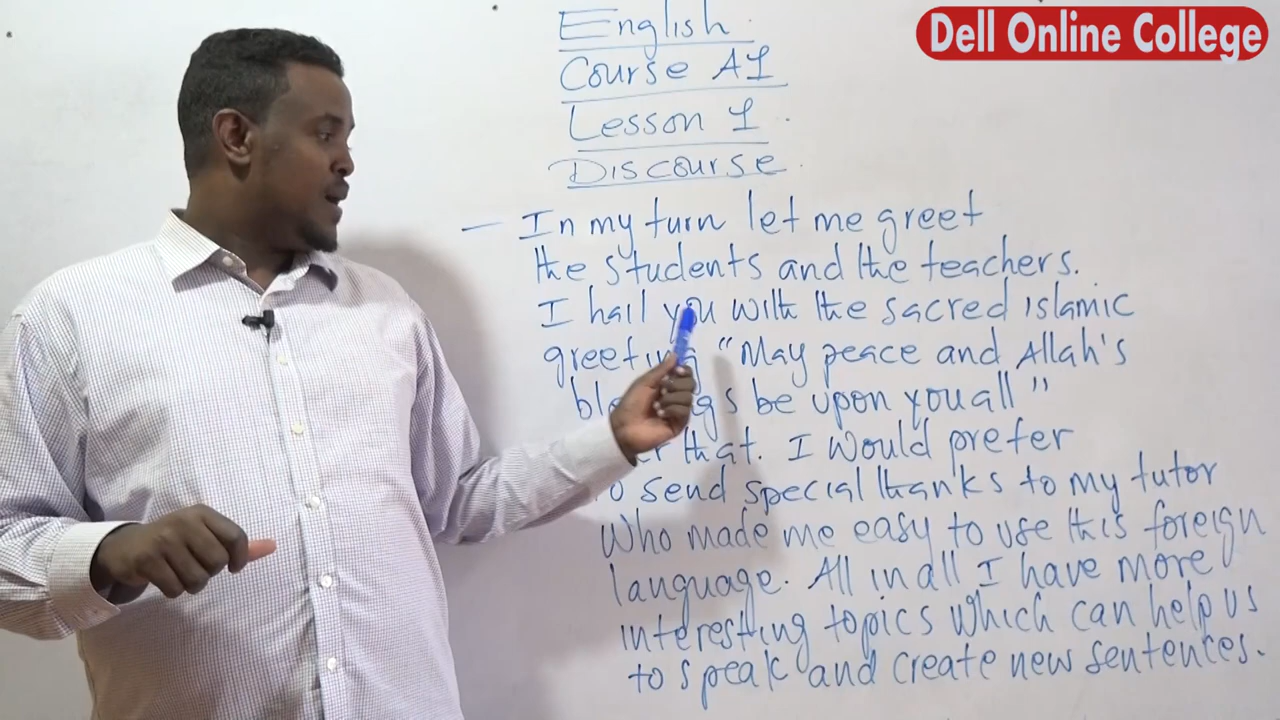 Dell Online College
English
Course A1
Lesson 1
Discourse
- In my turn let me greet
the students and the teachers.
I hail you with the sacred islamic
greeting "May peace and Allah's
be upon you all"
that. I would prefer
to send special thanks to my tutor
Who made me easy to use this foreign
language. All in all I have more
interesting topics which can help us
to speak and create new sentences.